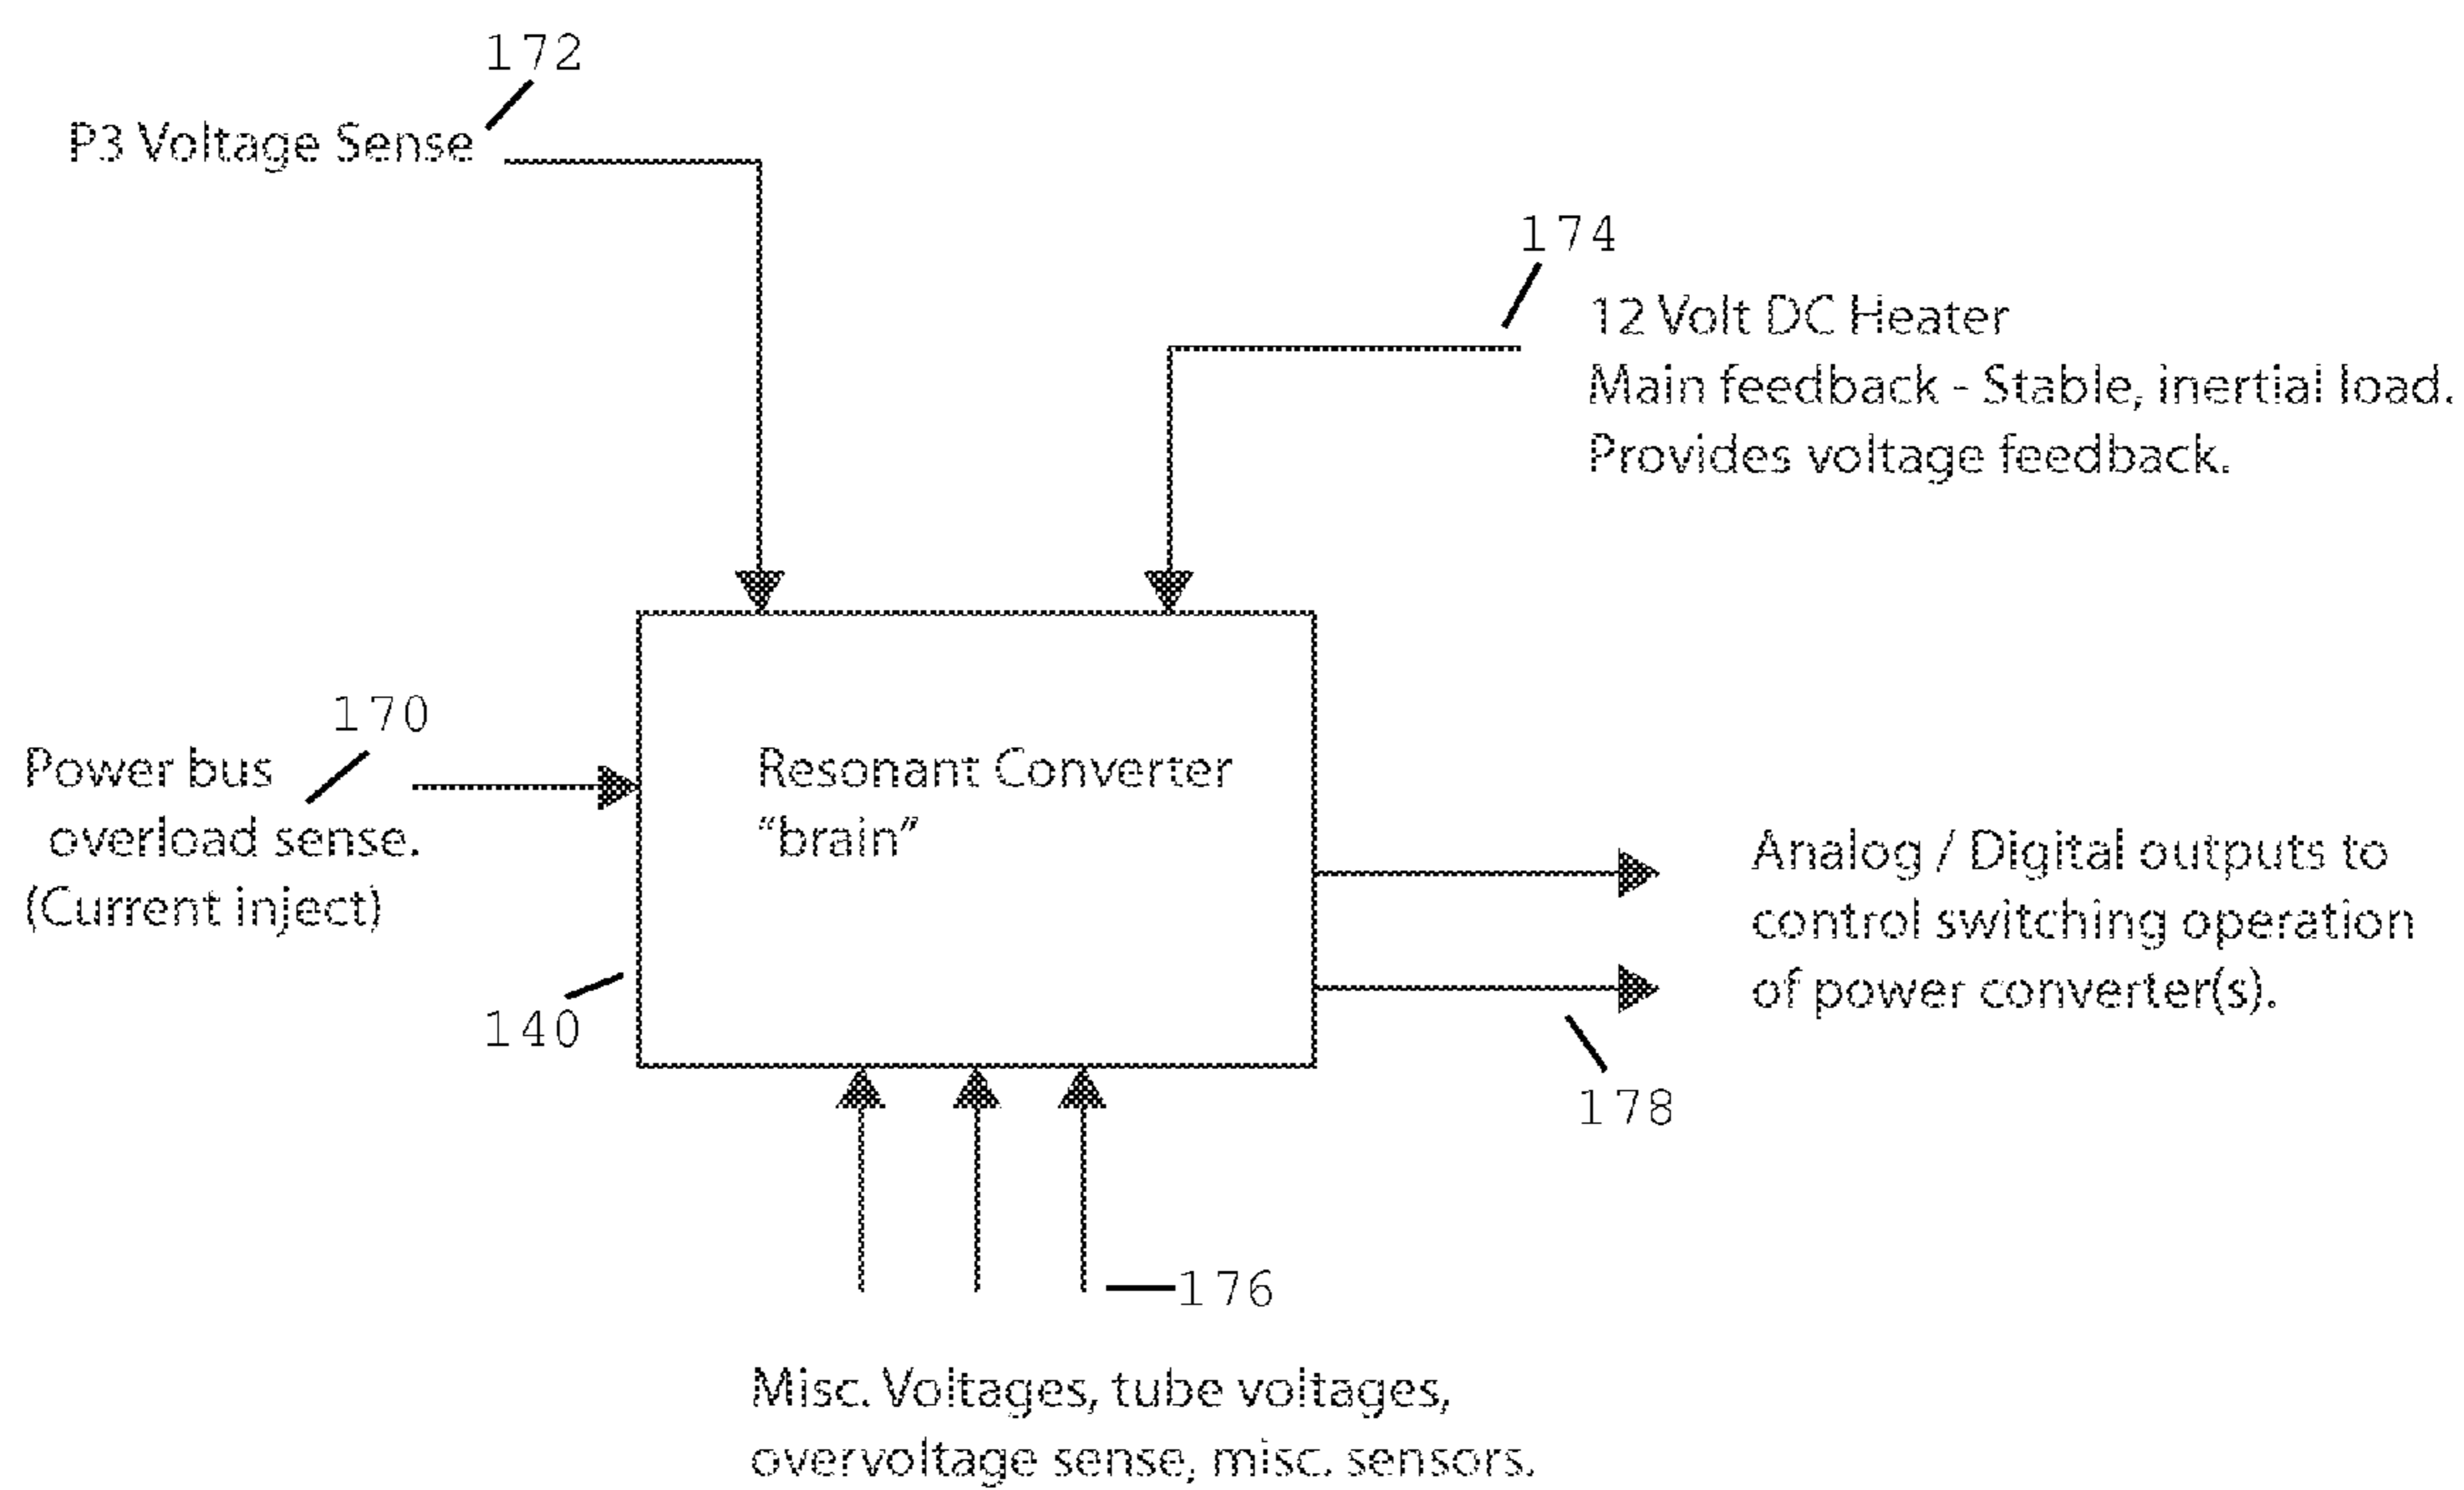 172
P3 Voltage Sense
174
12 Volt DC Heater
Main feedback - Stable, inertial load.
Provides voltage feedback.
170
Power bus
overload sense.
(Current inject)
Resonant Converter
“brain”
140
Analog / Digital outputs to
control switching operation
of power converter(s).
178
176
Misc. Voltages, tube voltages,
overvoltage sense, misc. sensors.